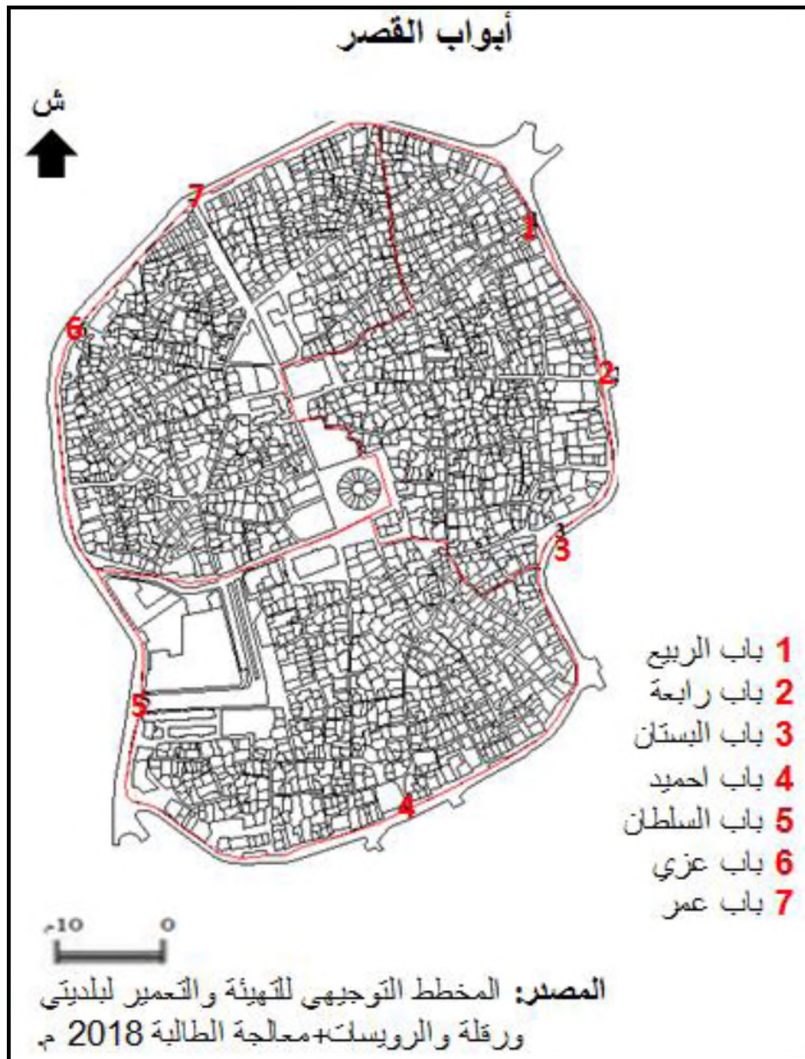 أبواب القصر
ش
7
1
6
2
3
5
4
1 باب الربيع
2 باب رابعة
3 باب البستان
4 باب احميد
5 باب السلطان
6 باب عزي
7 باب عمر
0 10م
المصدر: المخطط التوجيهي للتهيئة والتعمير لبلديتي
ورقلة والرويسات+معالجة الطالبة 2018 م.